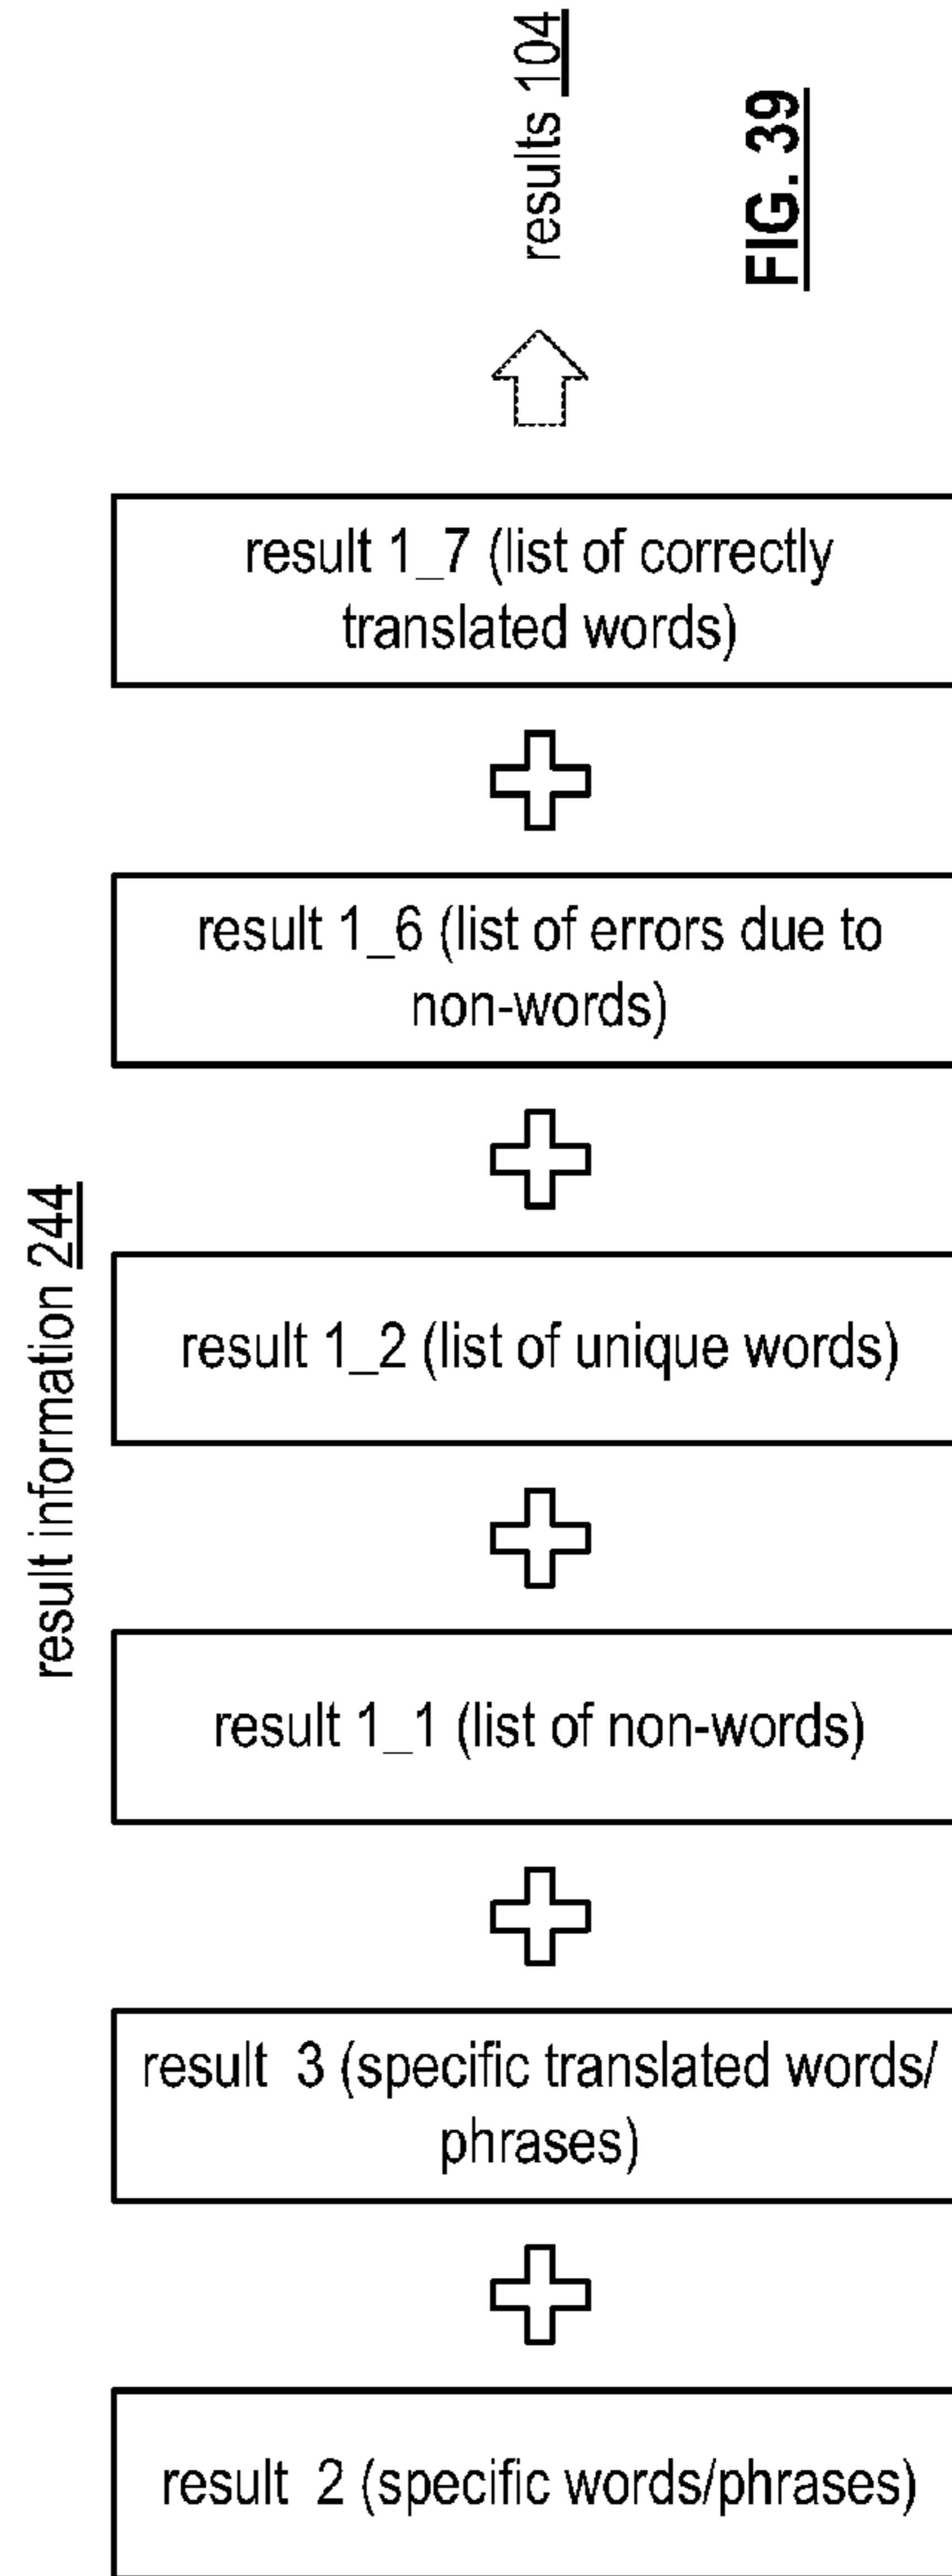 results 104
FIG. 39
result 1_7 (list of correctly
translated words)
result 1_6 (list of errors due to
non-words)
result information 244
result 1_2 (list of unique words)
result 1_1 (list of non-words)
result 3 (specific translated words/
phrases)
result 2 (specific words/phrases)